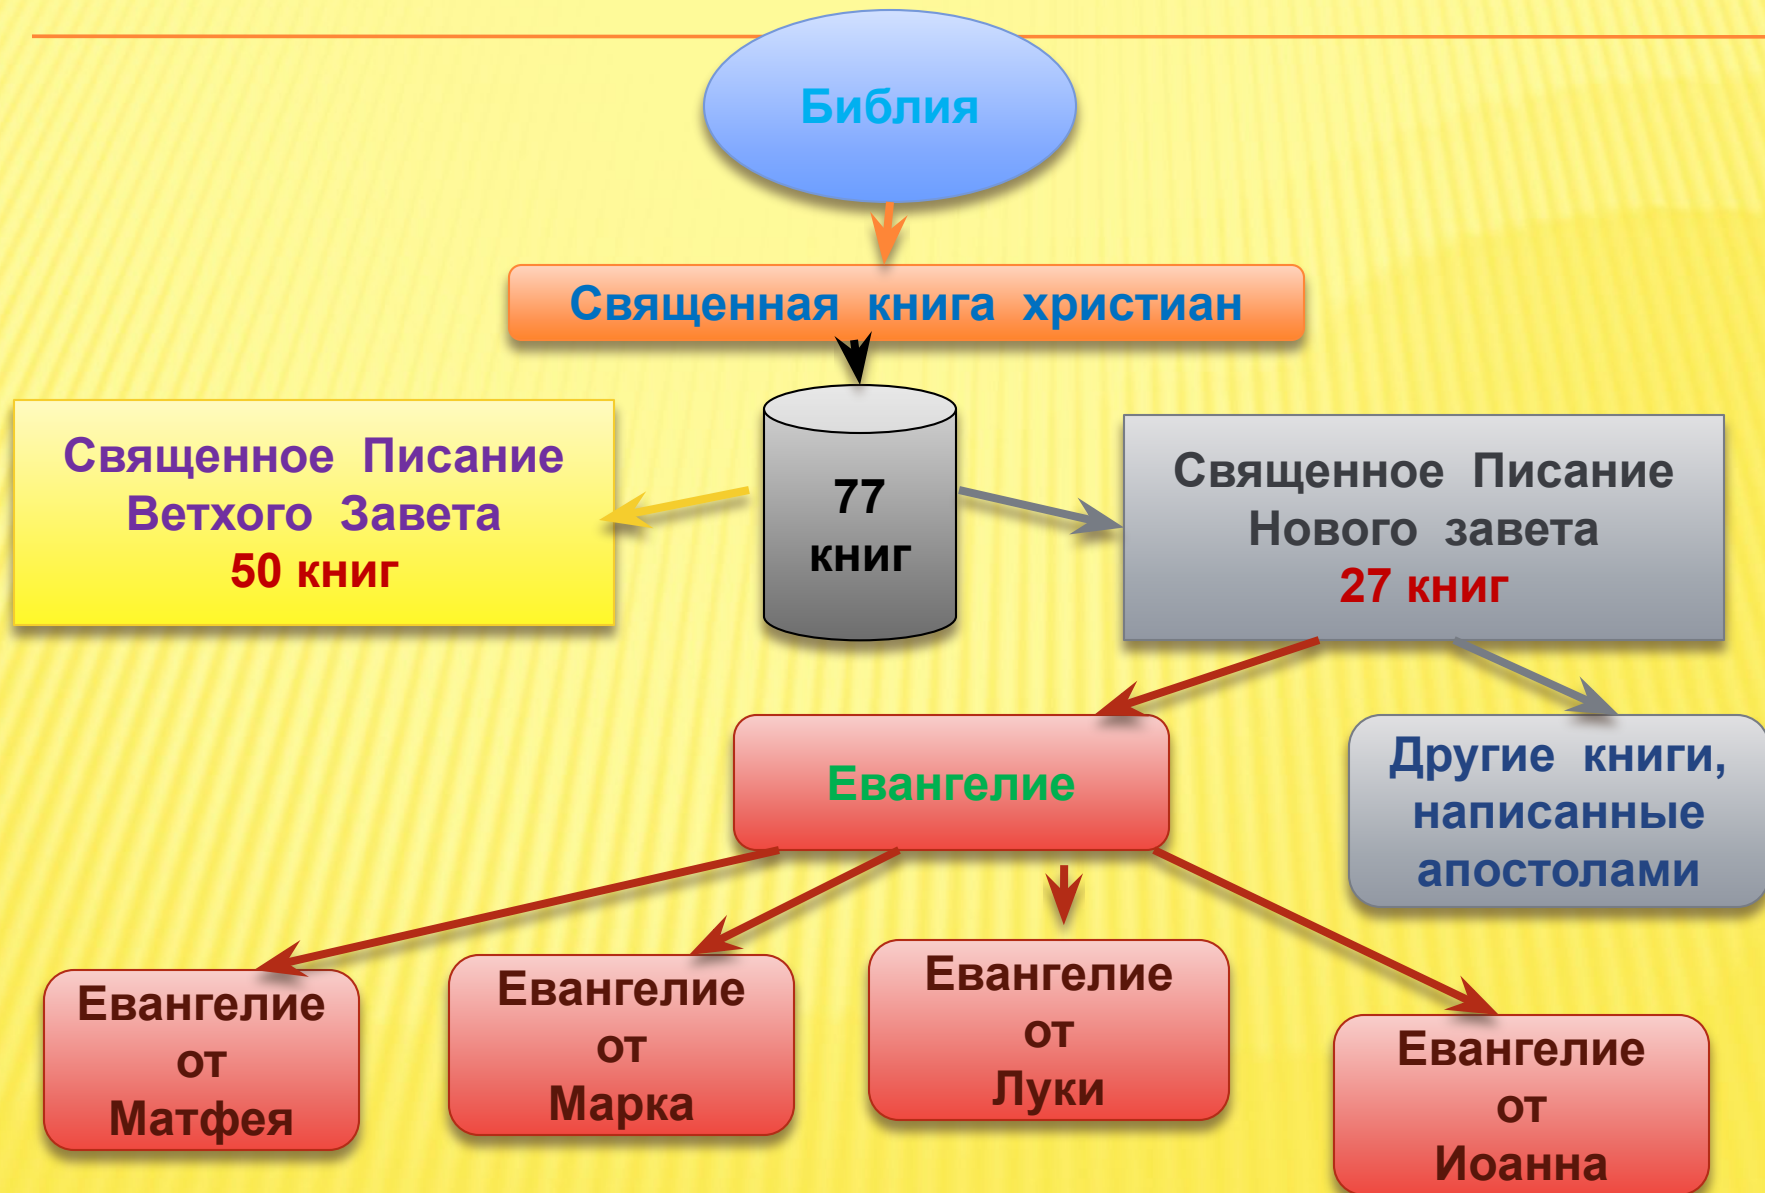 Библия
Священная книга христиан
Священное Писание
Ветхого Завета
50 книг
77
книг
Священное Писание
Нового завета
27 книг
Евангелие
Другие книги,
написанные
апостолами
Евангелие
от
Матфея
Евангелие
от
Марка
Евангелие
от
Луки
Евангелие
от
Иоанна